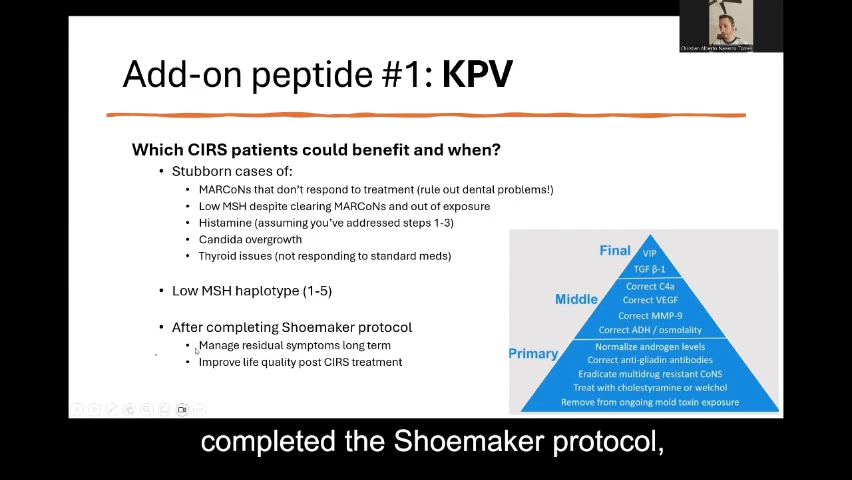 Christian Alberto Navarro Torres
Add-on peptide #1: KPV
Which CIRS patients could benefit and when?
• Stubborn cases of:
• MARCoNs that don't respond to treatment (rule out dental problems!)
• Low MSH despite clearing MARCoNs and out of exposure
• Histamine (assuming you've addressed steps 1-3)
• Candida overgrowth
• Thyroid issues (not responding to standard meds)
• Low MSH haplotype (1-5)
• After completing Shoemaker protocol
• Manage residual symptoms long term
• Improve life quality post CIRS treatment
Final
VIP
TGF β-1
Middle
Correct C4a
Correct VEGF
Correct MMP-9
Correct ADH / osmolality
Primary
Normalize androgen levels
Correct anti-gliadin antibodies
Eradicate multidrug resistant CoNS
Treat with cholestyramine or welchol
Remove from ongoing mold toxin exposure
completed the Shoemaker protocol,